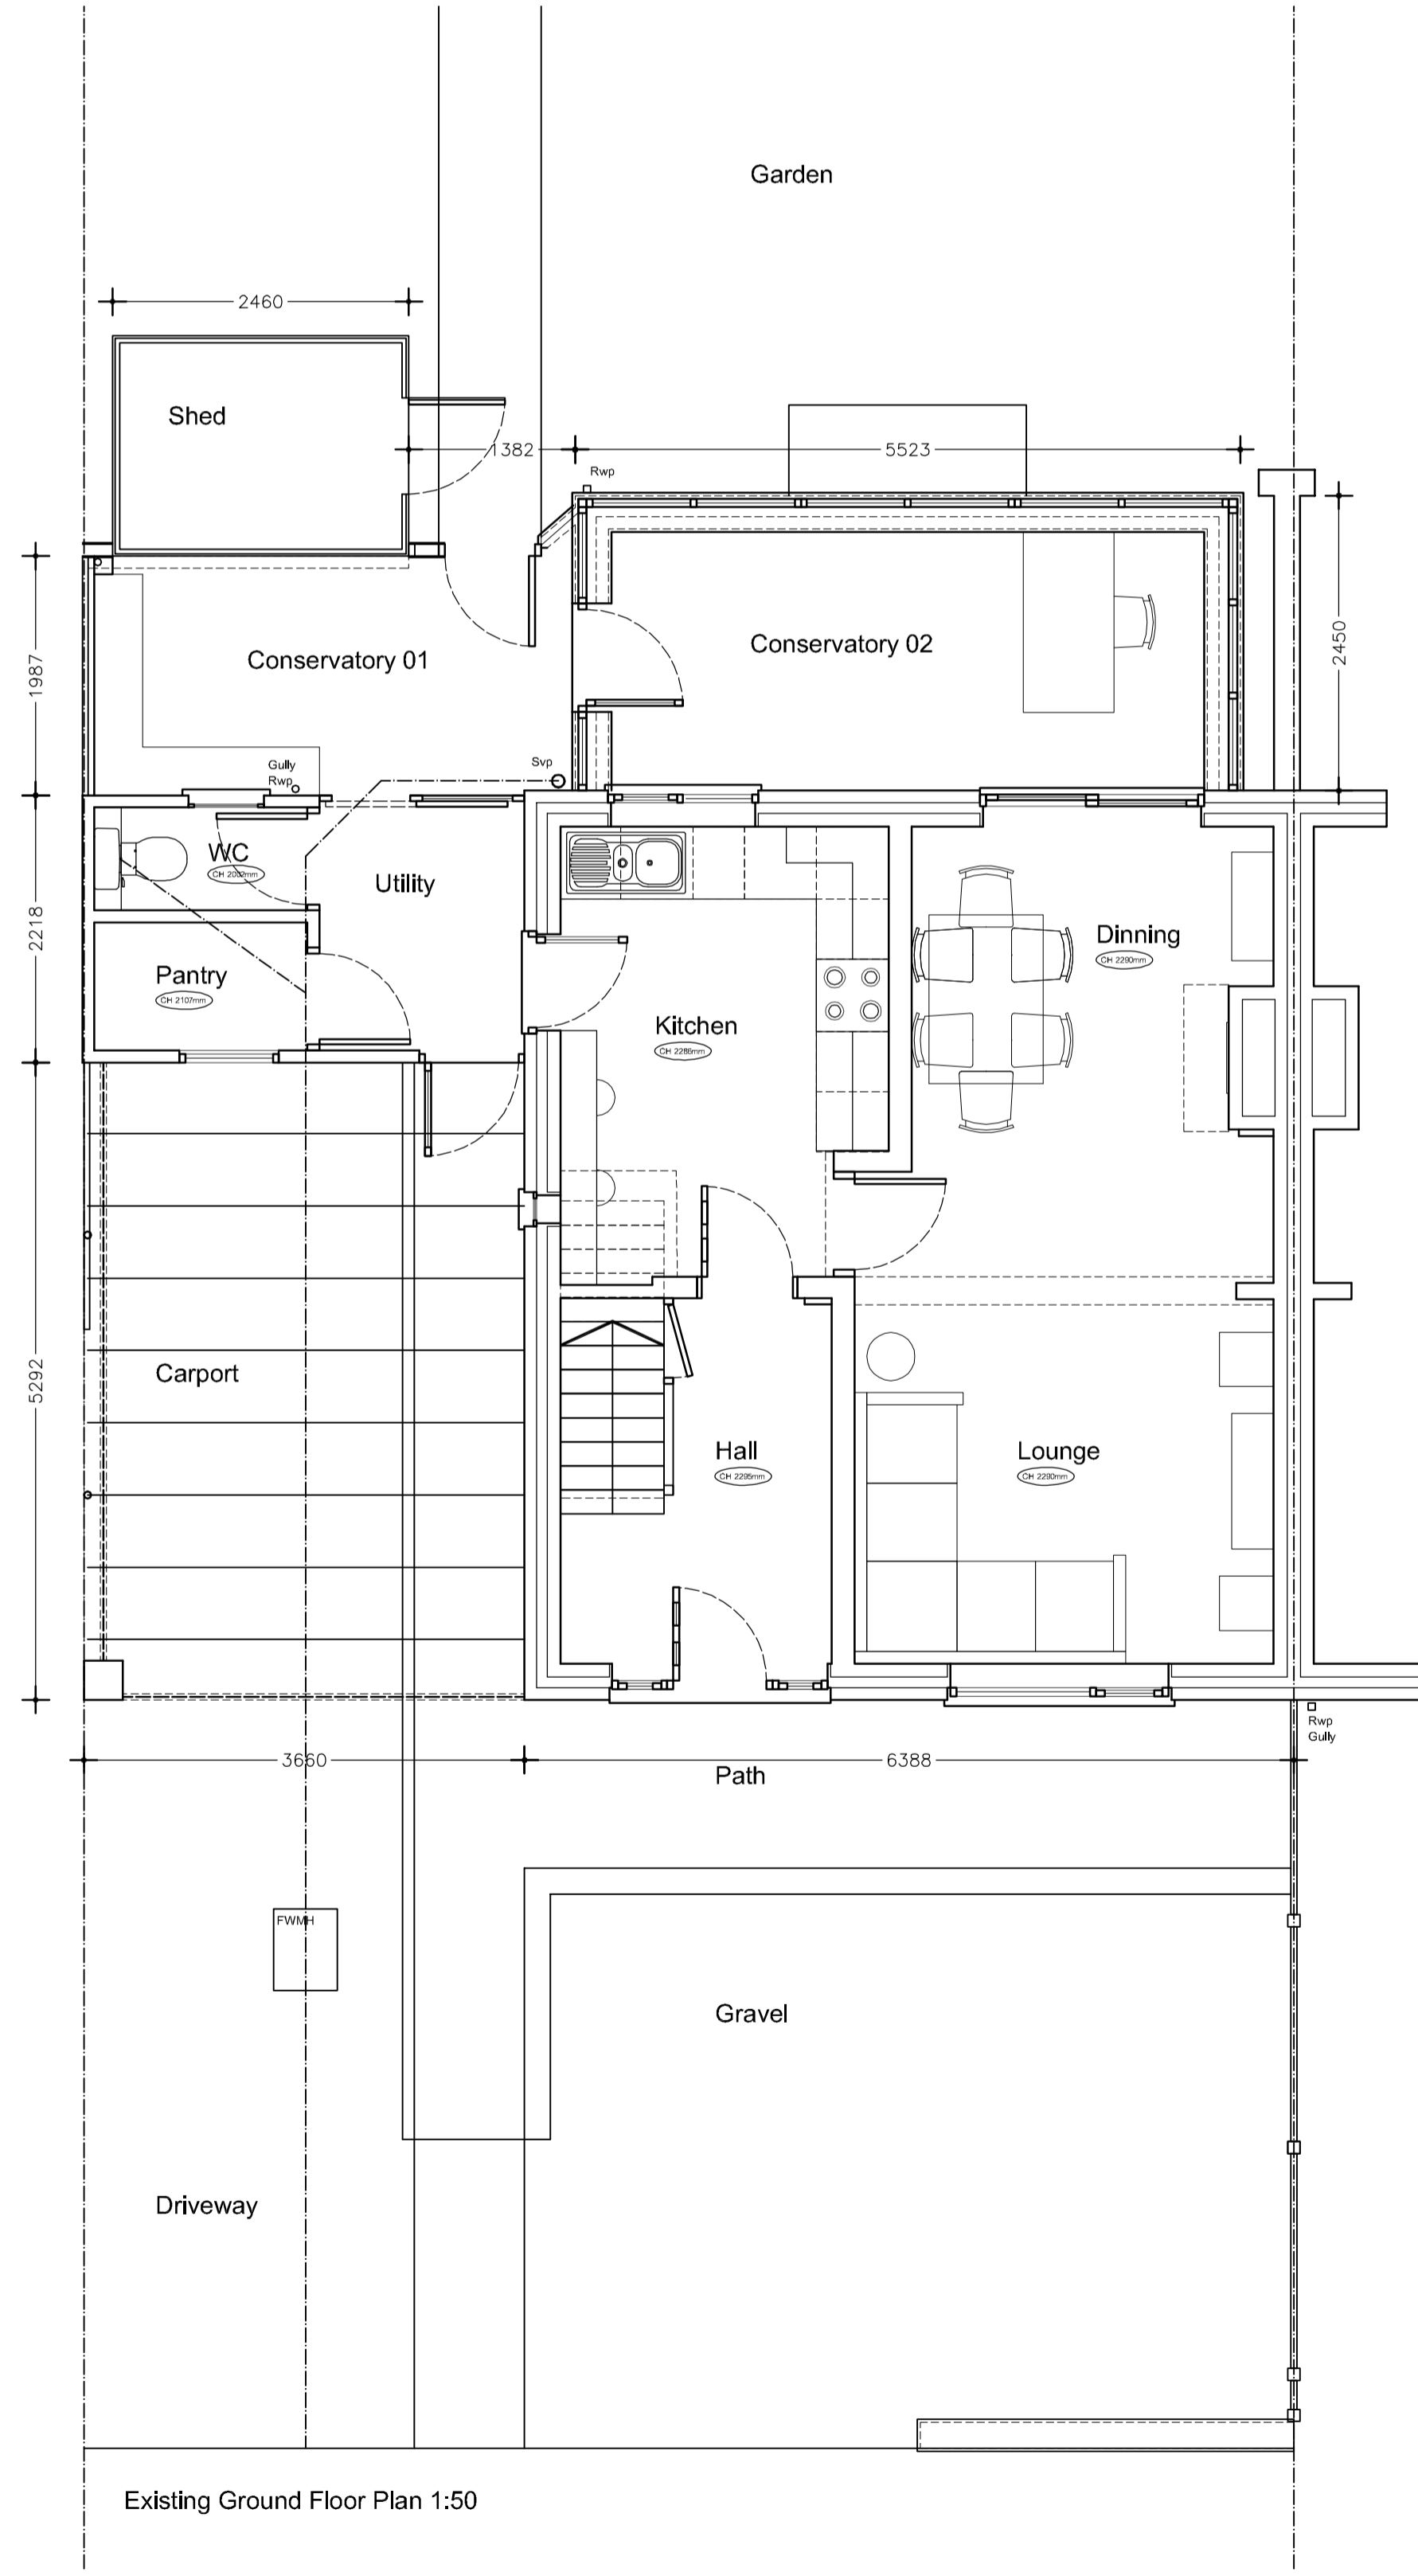 Garden
2460
Shed
1382
5523
Rwp
1987
Conservatory 01
Conservatory 02
2450
Gully
Rwp
Svp
WC
CH 2002mm
Utility
2218
Pantry
CH 2107mm
Dinning
CH 2290mm
Kitchen
CH 2286mm
5292
Carport
Hall
CH 2295mm
Lounge
CH 2290mm
Rwp
Gully
3660
6388
Path
FWMH
Gravel
Driveway
Existing Ground Floor Plan 1:50